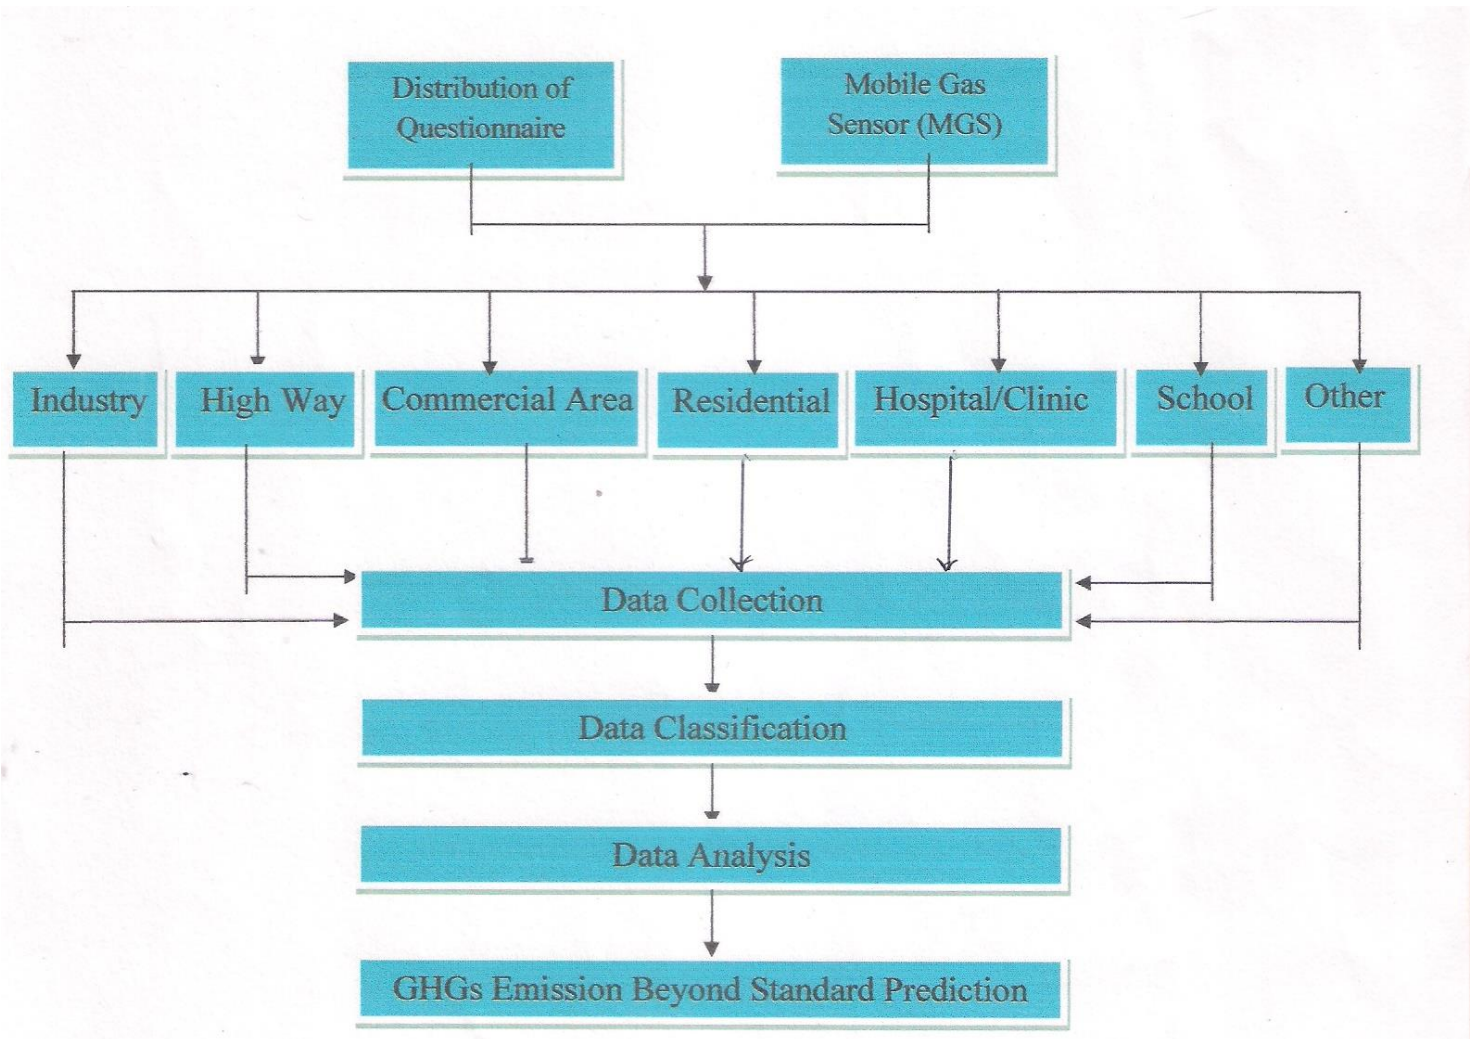 Distribution of
Questionnaire
Mobile Gas
Sensor (MGS)
Industry
High Way
Commercial Area
Residential
Hospital/Clinic
School
Other
Data Collection
Data Classification
Data Analysis
GHGs Emission Beyond Standard Prediction